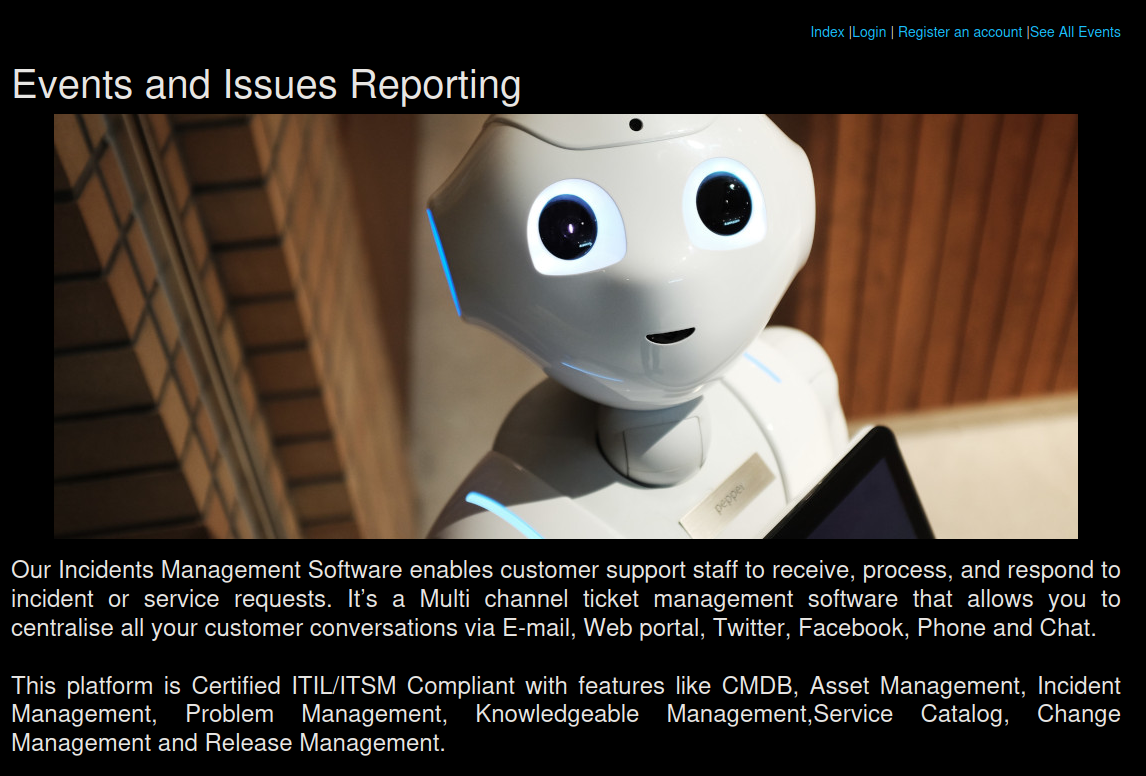 Index |Login | Register an account |See All Events
Events and Issues Reporting
pepper
Our Incidents Management Software enables customer support staff to receive, process, and respond to
incident or service requests. It’s a Multi channel ticket management software that allows you to
centralise all your customer conversations via E-mail, Web portal, Twitter, Facebook, Phone and Chat.
This platform is Certified ITIL/ITSM Compliant with features like CMDB, Asset Management, Incident
Management, Problem Management, Knowledgeable Management,Service Catalog, Change
Management and Release Management.